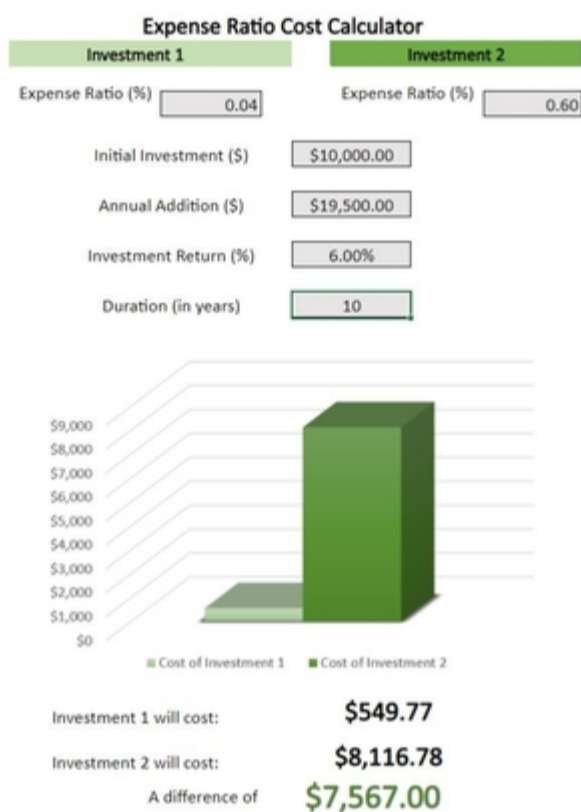 Expense Ratio Cost Calculator
Investment 1 Investment 2
Expense Ratio (%) 0.04 Expense Ratio (%) 0.60
Initial Investment ($) $10,000.00
Annual Addition ($) $19,500.00
Investment Return (%) 6.00%
Duration (in years) 10
$9,000
$8,000
$7,000
$6,000
$5,000
$4,000
$3,000
$2,000
$1,000
$0
Cost of Investment 1 Cost of Investment 2
Investment 1 will cost: $549.77
Investment 2 will cost: $8,116.78
A difference of $7,567.00